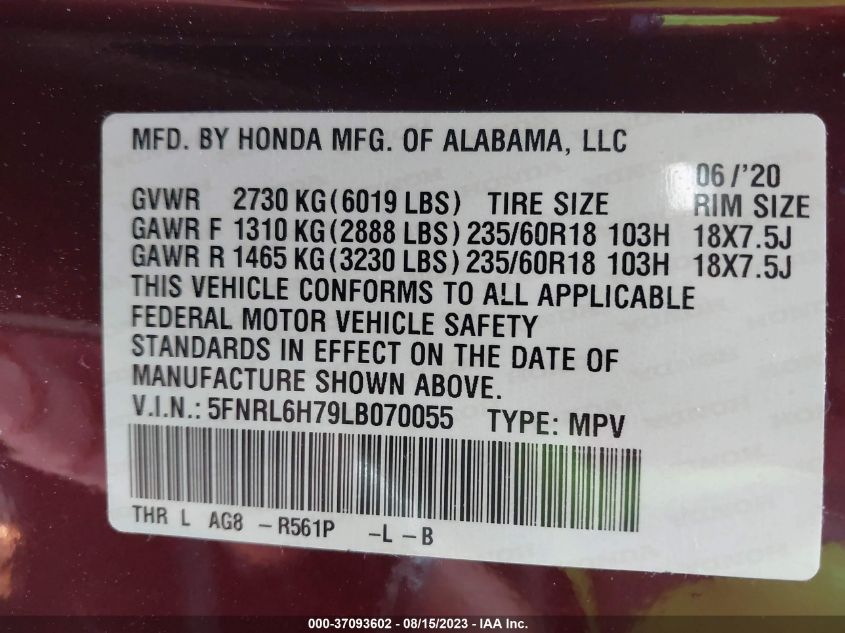 MFD. BY HONDA MFG. OF ALABAMA, LLC
06/'20
GVWR 2730 KG(6019 LBS) TIRE SIZE RIM SIZE
GAWR F 1310 KG(2888 LBS) 235/60R18 103H 18X7.5J
GAWR R 1465 KG(3230 LBS) 235/60R18 103H 18X7.5J
THIS VEHICLE CONFORMS TO ALL APPLICABLE
FEDERAL MOTOR VEHICLE SAFETY
STANDARDS IN EFFECT ON THE DATE OF
MANUFACTURE SHOWN ABOVE.
V.I.N.: 5FNRL6H79LB070055 TYPE: MPV
THR L AG8 -R561P -L-B
000-37093602 - 08/15/2023 - IAA Inc.